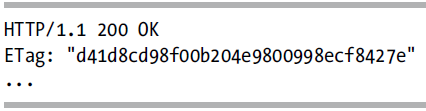 HTTP/1.1 200 OK
ETag: "d41d8cd98f00b204e9800998ecf8427e"
...